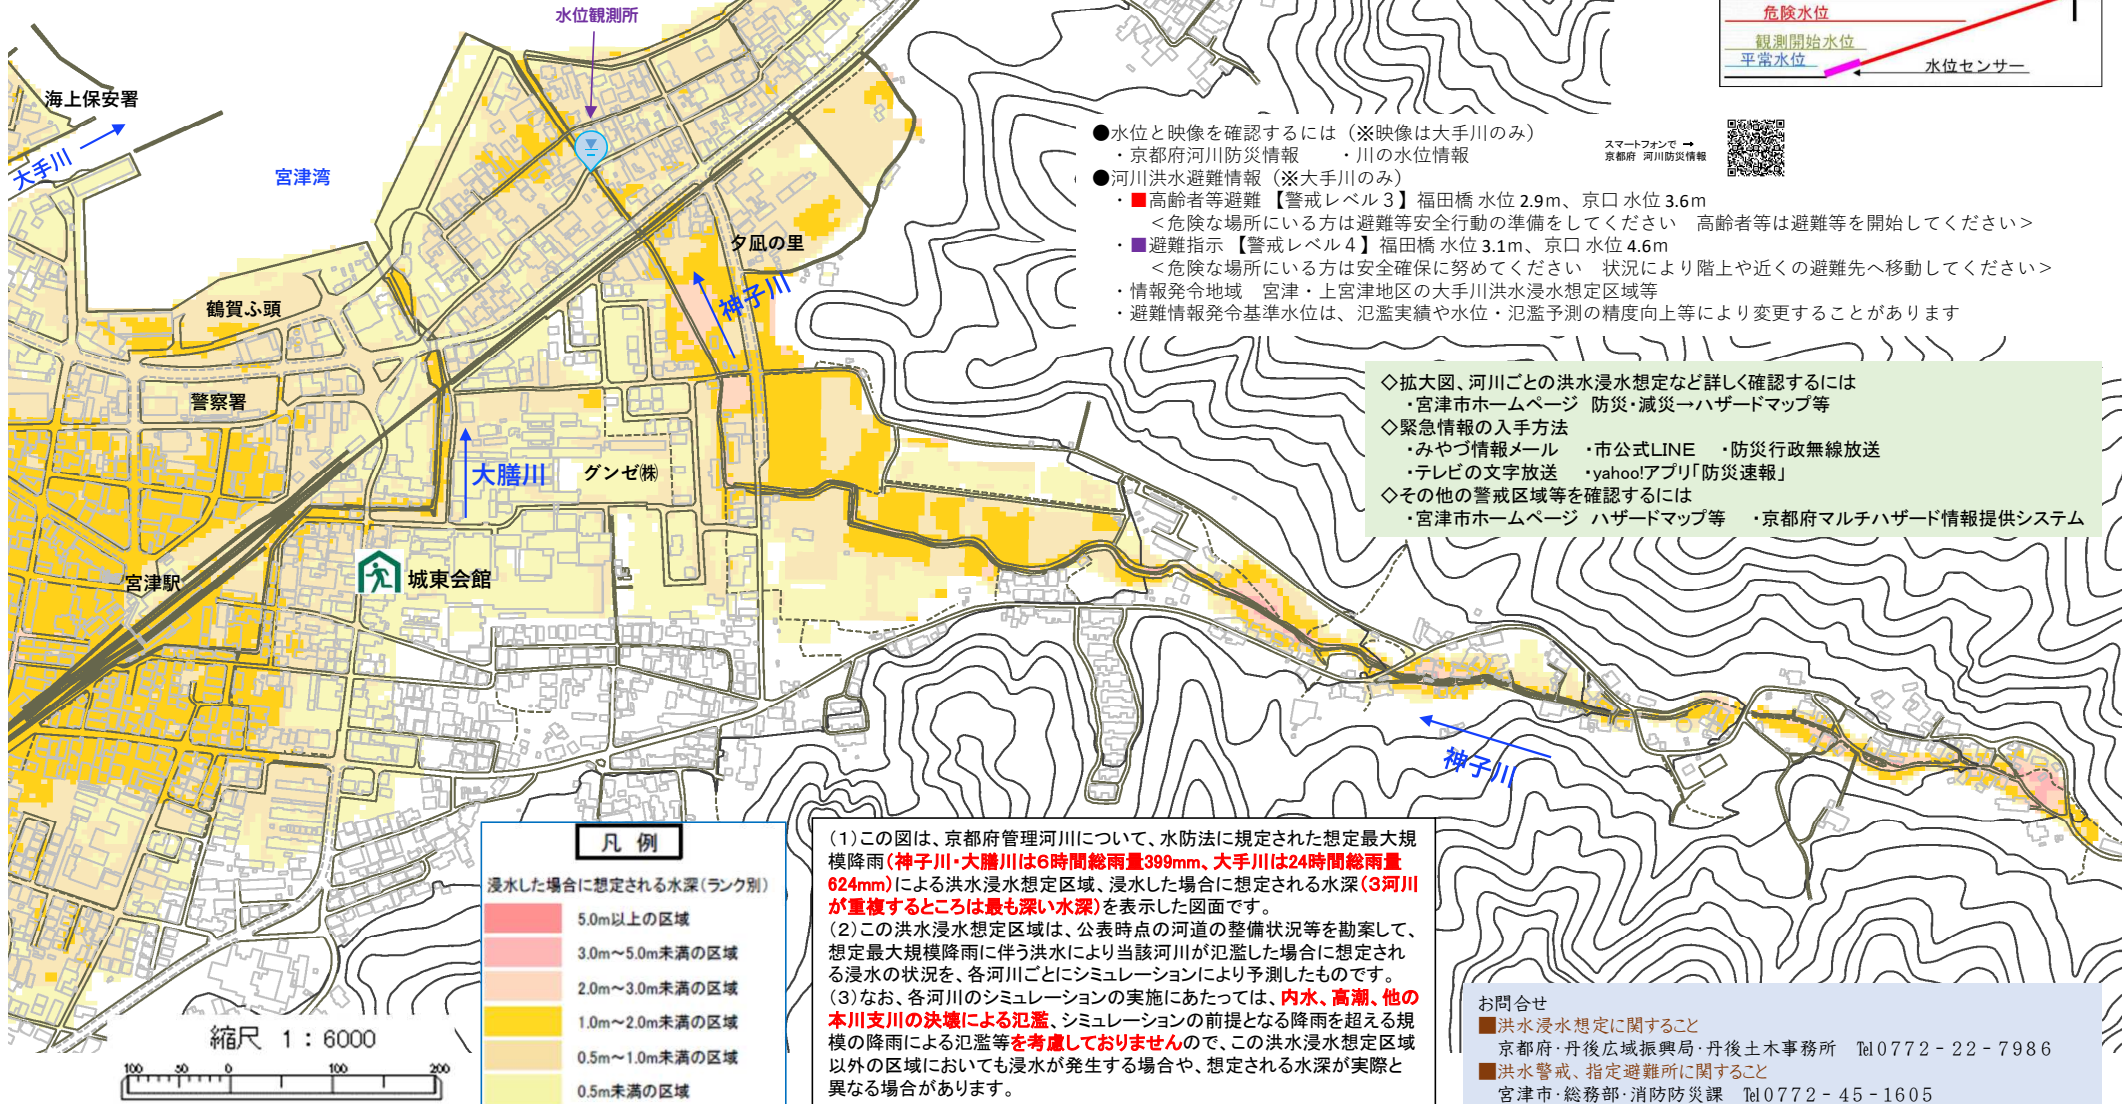 水位観測所
危険水位
観測開始水位
平常水位
水位センサー
海上保安署
大手川
宮津湾
●水位と映像を確認するには（※映像は大手川のみ）
・京都府河川防災情報　　・川の水位情報
スマートフォンで →
京都府 河川防災情報
●河川洪水避難情報（※大手川のみ）
・■高齢者等避難 【警戒レベル３】福田橋 水位 2.9ｍ、京口 水位 3.6ｍ
＜危険な場所にいる方は避難等安全行動の準備をしてください　高齢者等は避難等を開始してください＞
・■避難指示 【警戒レベル４】福田橋 水位 3.1ｍ、京口 水位 4.6ｍ
＜危険な場所にいる方は安全確保に努めてください　状況により階上や近くの避難先へ移動してください＞
・情報発令地域　宮津・上宮津地区の大手川洪水浸水想定区域等
・避難情報発令基準水位は、氾濫実績や水位・氾濫予測の精度向上等により変更することがあります
夕凪の里
神子川
鶴賀ふ頭
警察署
大膳川
グンゼ㈱
宮津駅
城東会館
◇拡大図、河川ごとの洪水浸水想定など詳しく確認するには
・宮津市ホームページ 防災・減災→ハザードマップ等
◇緊急情報の入手方法
・みやづ情報メール　・市公式LINE　・防災行政無線放送
・テレビの文字放送　・yahoo!アプリ「防災速報」
◇その他の警戒区域等を確認するには
・宮津市ホームページ ハザードマップ等　・京都府マルチハザード情報提供システム
神子川
凡 例
浸水した場合に想定される水深（ランク別）
5.0m以上の区域
3.0m～5.0m未満の区域
2.0m～3.0m未満の区域
1.0m～2.0m未満の区域
0.5m～1.0m未満の区域
0.5m未満の区域
縮尺 1：6000
100 50 0 100 200
（１）この図は、京都府管理河川について、水防法に規定された想定最大規
模降雨（神子川・大膳川は６時間総雨量399mm、大手川は24時間総雨量
624mm）による洪水浸水想定区域、浸水した場合に想定される水深（３河川
が重複するところは最も深い水深）を表示した図面です。
（２）この洪水浸水想定区域は、公表時点の河道の整備状況等を勘案して、
想定最大規模降雨に伴う洪水により当該河川が氾濫した場合に想定され
る浸水の状況を、各河川ごとにシミュレーションにより予測したものです。
（３）なお、各河川のシミュレーションの実施にあたっては、内水、高潮、他の
本川支川の決壊による氾濫、シミュレーションの前提となる降雨を超える規
模の降雨による氾濫等を考慮しておりませんので、この洪水浸水想定区域
以外の区域においても浸水が発生する場合や、想定される水深が実際と
異なる場合があります。
お問合せ
■洪水浸水想定に関すること
京都府・丹後広域振興局・丹後土木事務所　℡0772‐22‐7986
■洪水警戒、指定避難所に関すること
宮津市・総務部・消防防災課　℡0772‐45‐1605